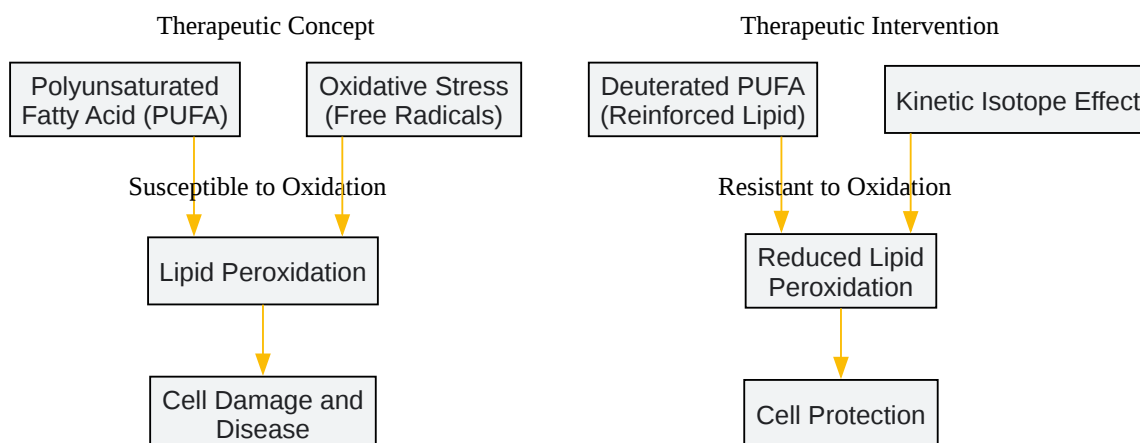 Therapeutic Concept
Polyunsaturated
Fatty Acid (PUFA)
Oxidative Stress
(Free Radicals)
Susceptible to Oxidation
Lipid Peroxidation
Cell Damage and
Disease
Therapeutic Intervention
Deuterated PUFA
(Reinforced Lipid)
Kinetic Isotope Effect
Resistant to Oxidation
Reduced Lipid
Peroxidation
Cell Protection